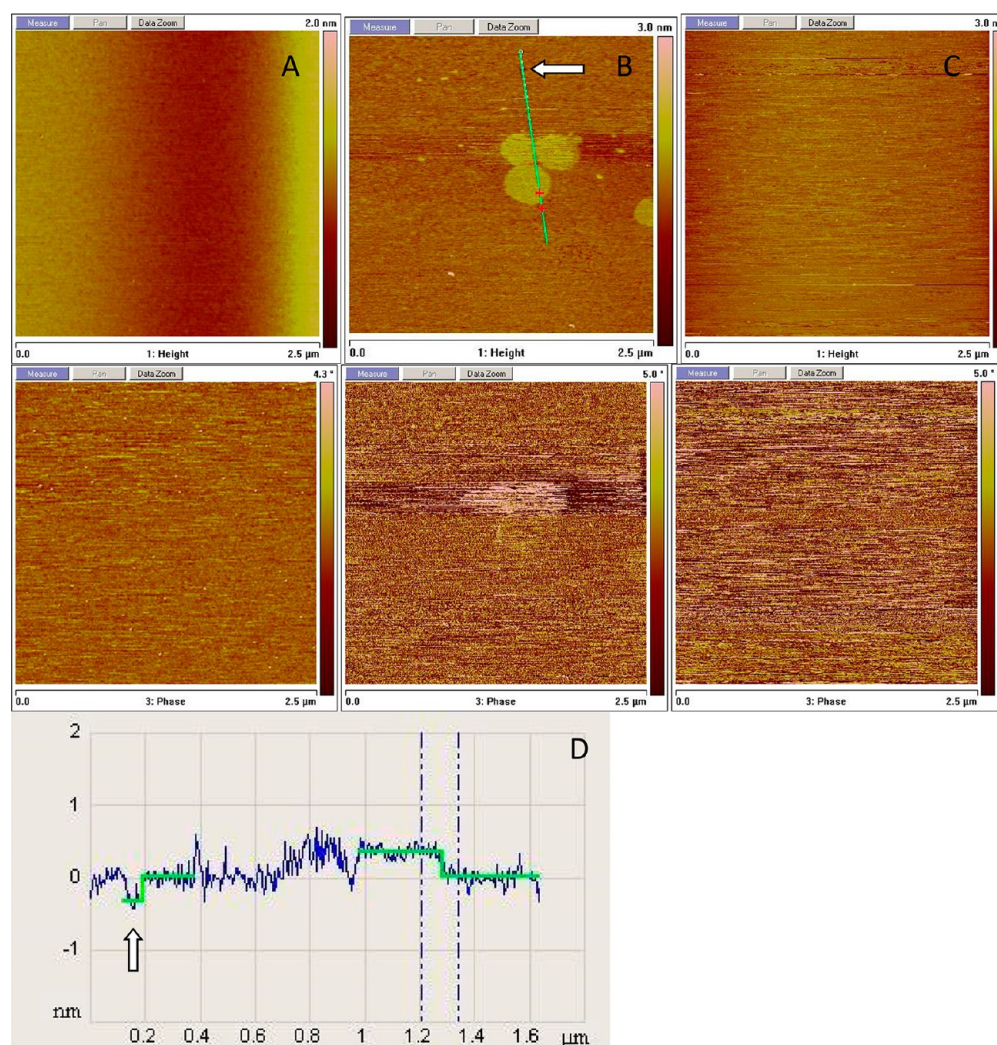 Measure Pan Data Zoom 2.0 nm
A
0.0 1: Height 2.5 µm
Measure Pan Data Zoom 3.0 nm
B
0.0 1: Height 2.5 µm
Measure Pan Data Zoom 3.0 nm
C
0.0 1: Height 2.5 µm
Measure Pan Data Zoom 4.3 °
0.0 3: Phase 2.5 µm
Measure Pan Data Zoom 5.0 °
0.0 3: Phase 2.5 µm
Measure Pan Data Zoom 5.0 °
0.0 3: Phase 2.5 µm
D
2
1
0
-1
nm
0.2 0.4 0.6 0.8 1 1.2 1.4 1.6 µm